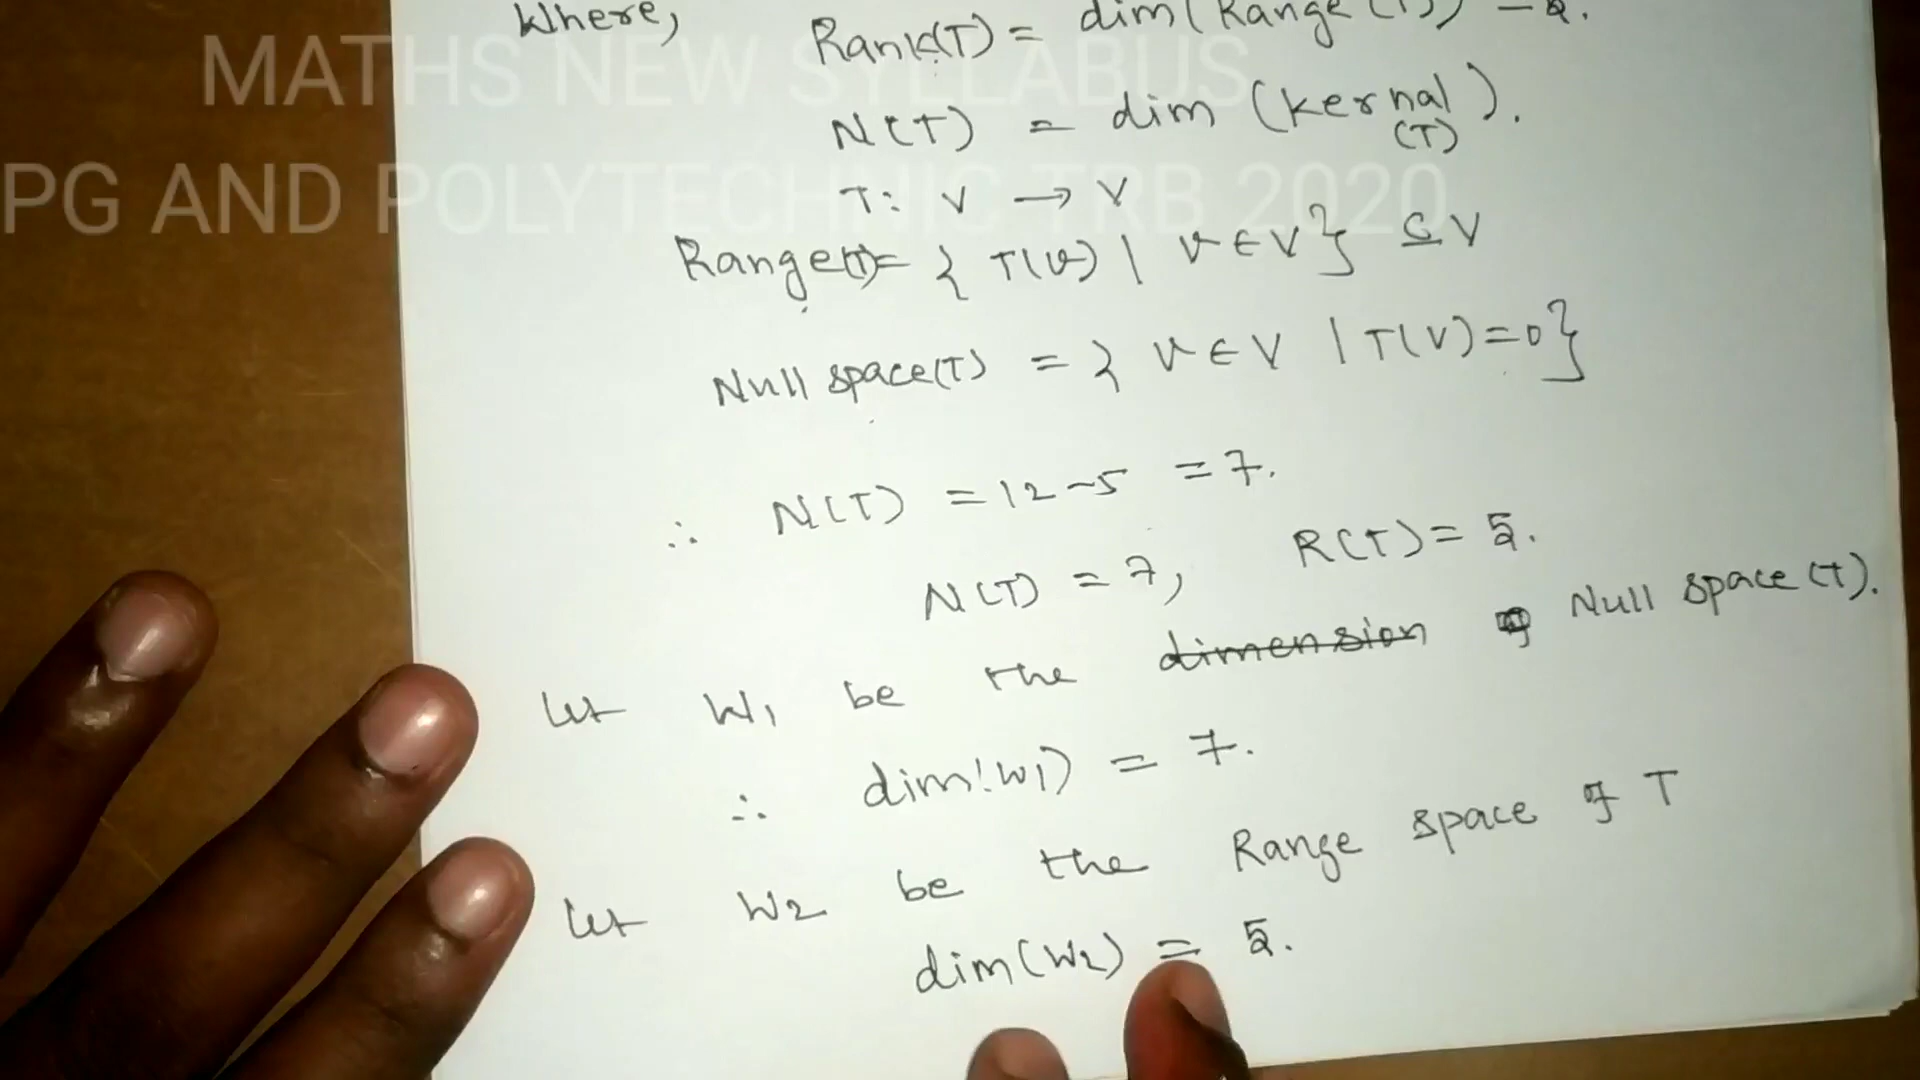 Where,
Rank(T) = dim(Range(T))
MATHS NEW SYLLABUS
N(T) = dim (kernal (T)).
PG AND POLYTECHNIC TRB 2020
T: V → V
Range(T) = { T(v) | v ∈ V } ⊆ V
Null space(T) = { v ∈ V | T(v) = 0 }
∴ N(T) = 12 - 5 = 7.
N(T) = 7, R(T) = 5.
Let W1 be the dimension of Null space (T).
∴ dim(W1) = 7.
Let W2 be the Range space of T
dim(W2) = 5.